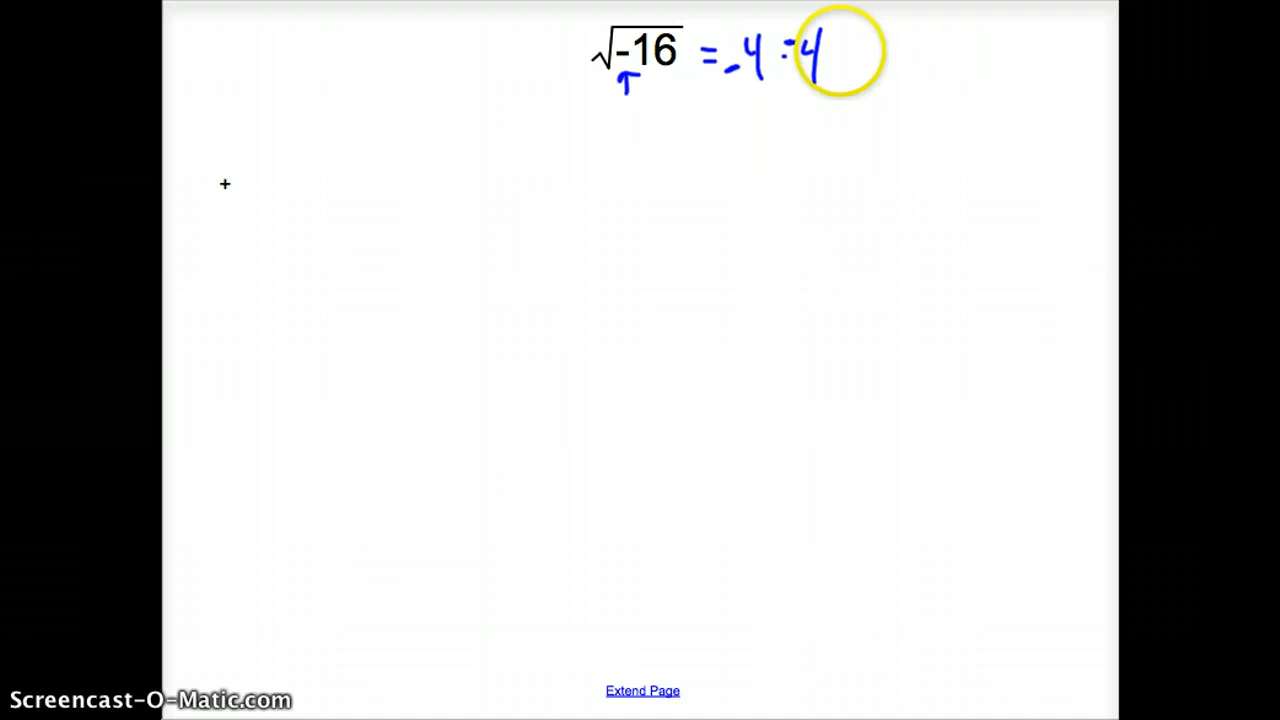 √-16 = -4 · -4
Extend Page
Screencast-O-Matic.com